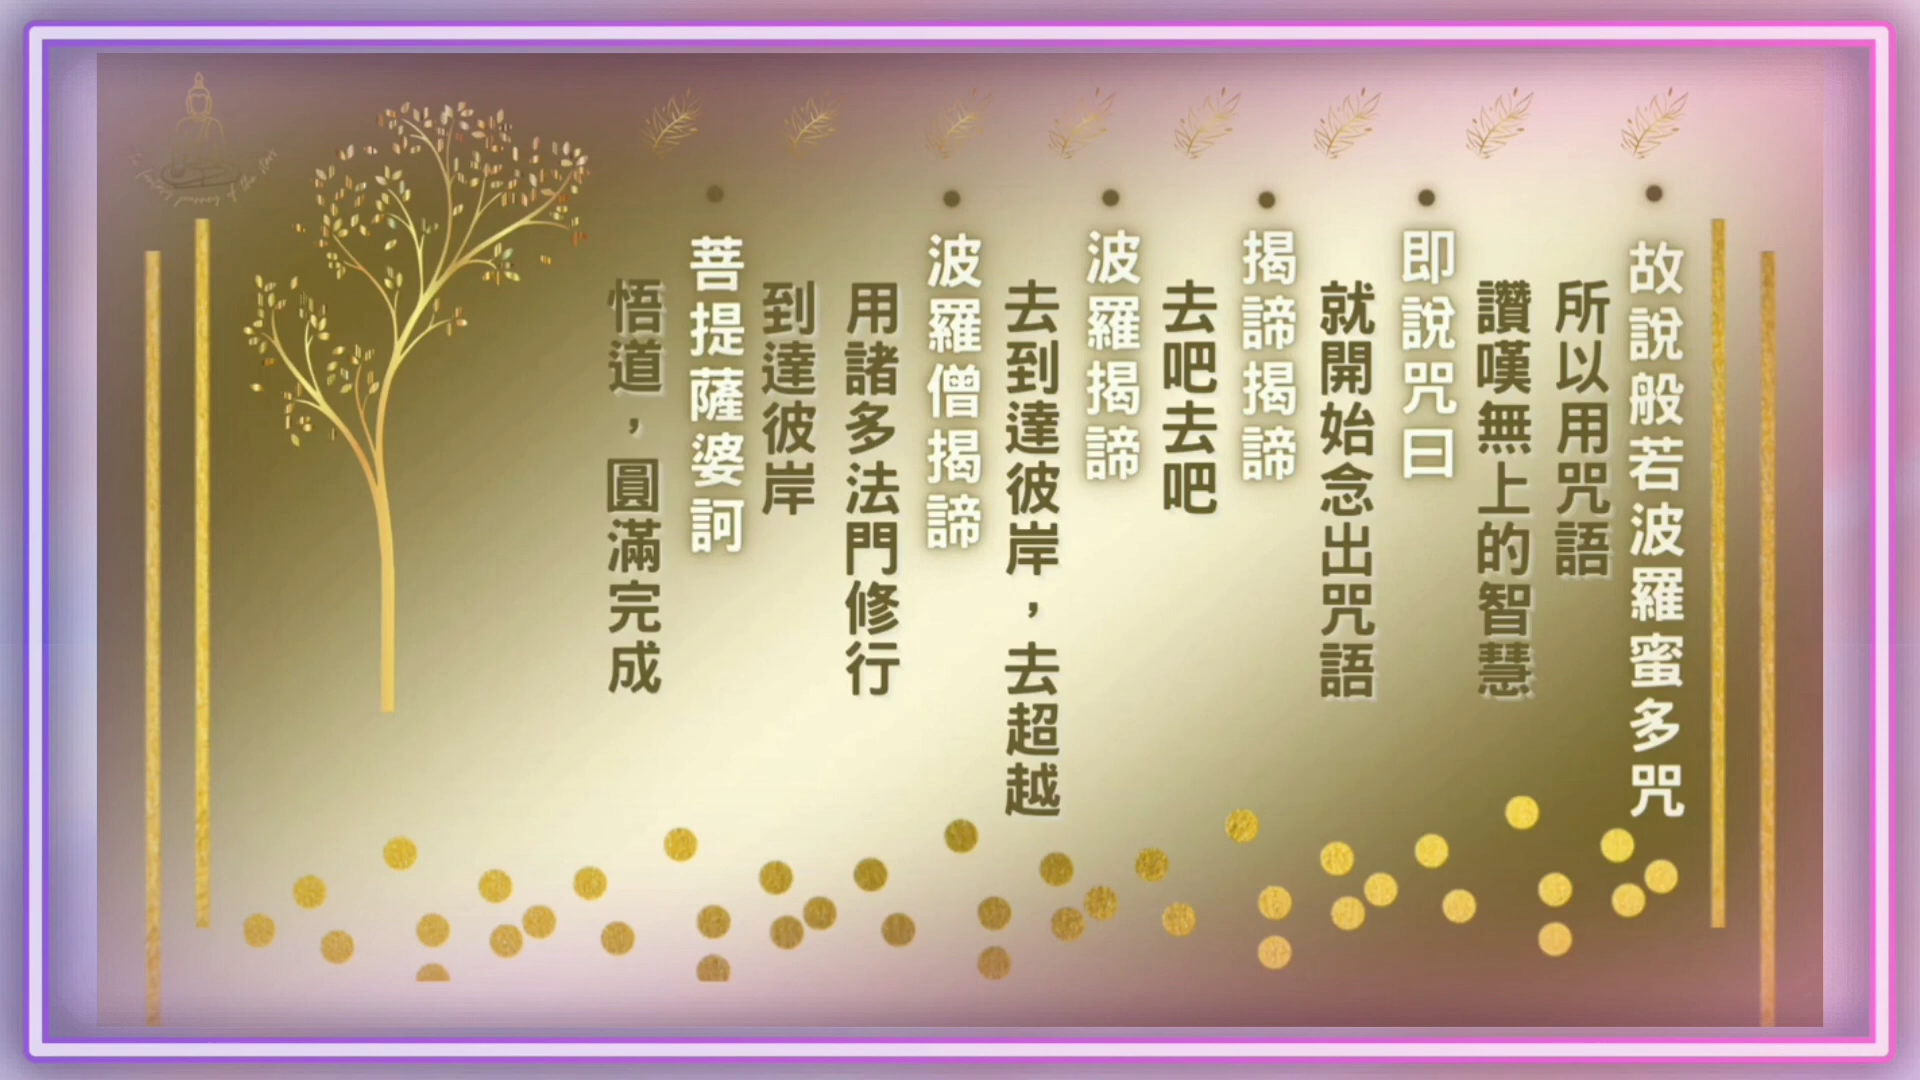 故說般若波羅蜜多咒
所以用咒語
讚嘆無上的智慧
即說咒曰
就開始念出咒語
揭諦揭諦
去吧去吧
波羅揭諦
去到達彼岸，去超越
波羅僧揭諦
用諸多法門修行
到達彼岸
菩提薩婆訶
悟道，圓滿完成